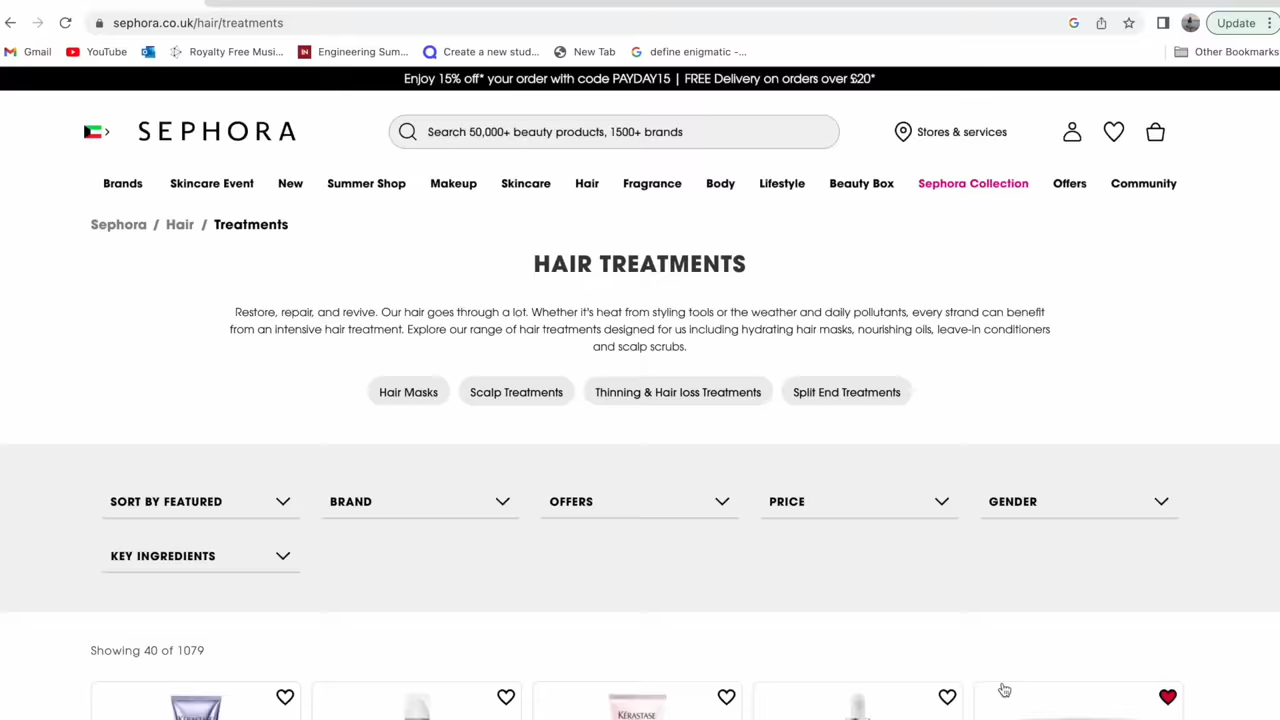 sephora.co.uk/hair/treatments
Update
Gmail
YouTube
Royalty Free Musi...
Engineering Sum...
Create a new stud...
New Tab
define enigmatic -...
Other Bookmarks
Enjoy 15% off* your order with code PAYDAY15 | FREE Delivery on orders over £20*
SEPHORA
Search 50,000+ beauty products, 1500+ brands
Stores & services
Brands
Skincare Event
New
Summer Shop
Makeup
Skincare
Hair
Fragrance
Body
Lifestyle
Beauty Box
Sephora Collection
Offers
Community
Sephora / Hair / Treatments
HAIR TREATMENTS
Restore, repair, and revive. Our hair goes through a lot. Whether it's heat from styling tools or the weather and daily pollutants, every strand can benefit
from an intensive hair treatment. Explore our range of hair treatments designed for us including hydrating hair masks, nourishing oils, leave-in conditioners
and scalp scrubs.
Hair Masks
Scalp Treatments
Thinning & Hair loss Treatments
Split End Treatments
SORT BY FEATURED
BRAND
OFFERS
PRICE
GENDER
KEY INGREDIENTS
Showing 40 of 1079
KÉRASTASE